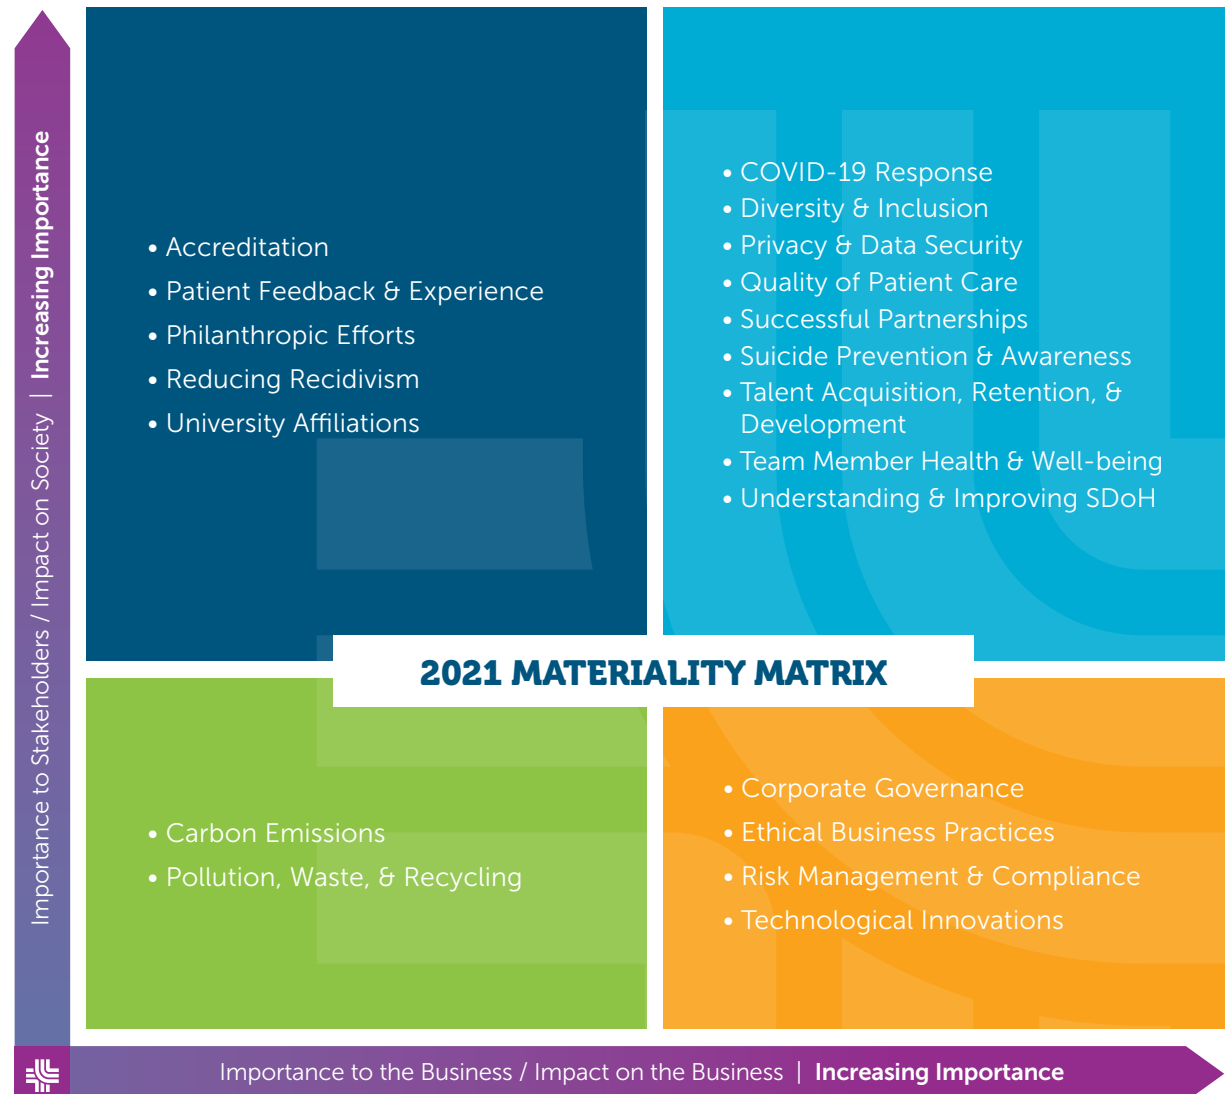 Importance to Stakeholders / Impact on Society | Increasing Importance
• Accreditation
• Patient Feedback & Experience
• Philanthropic Efforts
• Reducing Recidivism
• University Affiliations
• COVID-19 Response
• Diversity & Inclusion
• Privacy & Data Security
• Quality of Patient Care
• Successful Partnerships
• Suicide Prevention & Awareness
• Talent Acquisition, Retention, &
Development
• Team Member Health & Well-being
• Understanding & Improving SDoH
2021 MATERIALITY MATRIX
• Carbon Emissions
• Pollution, Waste, & Recycling
• Corporate Governance
• Ethical Business Practices
• Risk Management & Compliance
• Technological Innovations
Importance to the Business / Impact on the Business | Increasing Importance